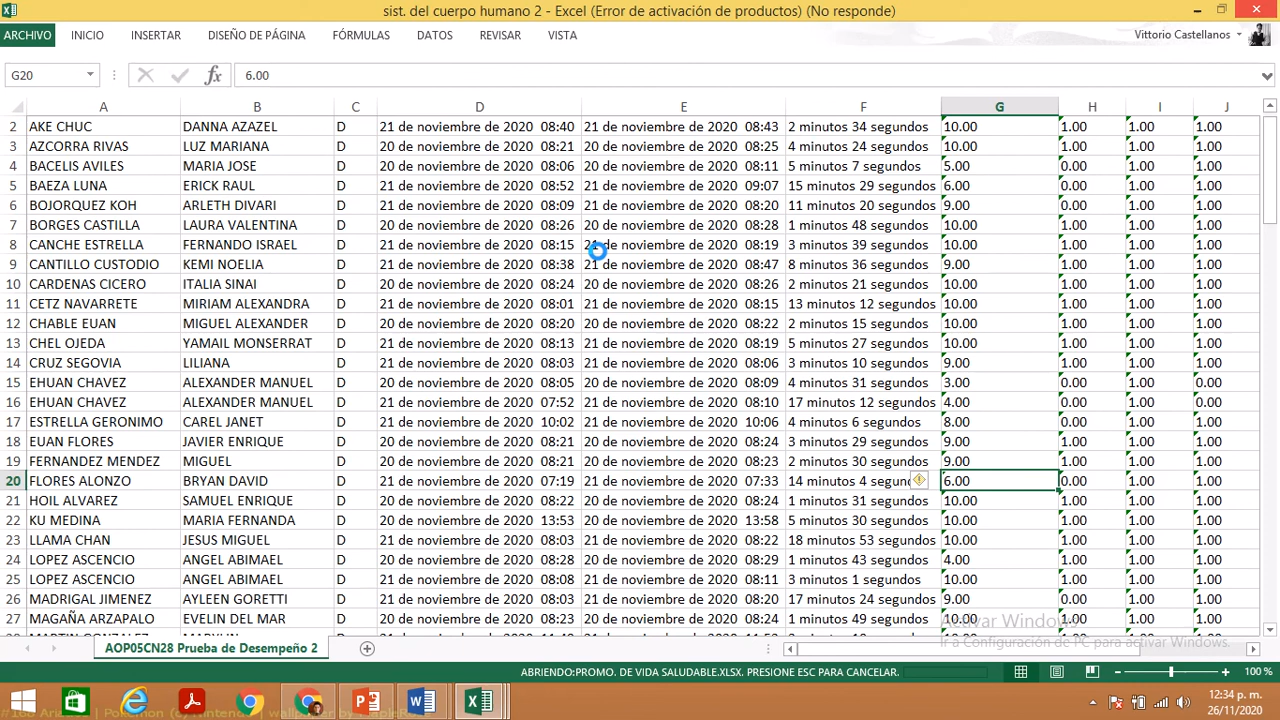 sist. del cuerpo humano 2 - Excel (Error de activación de productos) (No responde)
ARCHIVO INICIO INSERTAR DISEÑO DE PÁGINA FÓRMULAS DATOS REVISAR VISTA Vittorio Castellanos
G20 fx 6.00
A B C D E F G H I J
2 AKE CHUC DANNA AZAZEL D 21 de noviembre de 2020 08:40 21 de noviembre de 2020 08:43 2 minutos 34 segundos 10.00 1.00 1.00 1.00
3 AZCORRA RIVAS LUZ MARIANA D 20 de noviembre de 2020 08:21 20 de noviembre de 2020 08:25 4 minutos 24 segundos 10.00 1.00 1.00 1.00
4 BACELIS AVILES MARIA JOSE D 20 de noviembre de 2020 08:06 20 de noviembre de 2020 08:11 5 minutos 7 segundos 5.00 0.00 1.00 1.00
5 BAEZA LUNA ERICK RAUL D 21 de noviembre de 2020 08:52 21 de noviembre de 2020 09:07 15 minutos 29 segundos 6.00 0.00 1.00 1.00
6 BOJORQUEZ KOH ARLETH DIVARI D 21 de noviembre de 2020 08:09 21 de noviembre de 2020 08:20 11 minutos 20 segundos 9.00 0.00 1.00 1.00
7 BORGES CASTILLA LAURA VALENTINA D 20 de noviembre de 2020 08:26 20 de noviembre de 2020 08:28 1 minutos 48 segundos 10.00 1.00 1.00 1.00
8 CANCHE ESTRELLA FERNANDO ISRAEL D 21 de noviembre de 2020 08:15 21 de noviembre de 2020 08:19 3 minutos 39 segundos 10.00 1.00 1.00 1.00
9 CANTILLO CUSTODIO KEMI NOELIA D 21 de noviembre de 2020 08:38 21 de noviembre de 2020 08:47 8 minutos 36 segundos 9.00 0.00 1.00 1.00
10 CARDENAS CICERO ITALIA SINAI D 20 de noviembre de 2020 08:24 20 de noviembre de 2020 08:26 2 minutos 21 segundos 10.00 1.00 1.00 1.00
11 CETZ NAVARRETE MIRIAM ALEXANDRA D 21 de noviembre de 2020 08:01 21 de noviembre de 2020 08:15 13 minutos 12 segundos 10.00 1.00 1.00 1.00
12 CHABLE EUAN MIGUEL ALEXANDER D 20 de noviembre de 2020 08:20 20 de noviembre de 2020 08:22 2 minutos 15 segundos 10.00 1.00 1.00 1.00
13 CHEL OJEDA YAMAIL MONSERRAT D 21 de noviembre de 2020 08:13 21 de noviembre de 2020 08:19 5 minutos 27 segundos 10.00 1.00 1.00 1.00
14 CRUZ SEGOVIA LILIANA D 21 de noviembre de 2020 08:03 21 de noviembre de 2020 08:06 3 minutos 10 segundos 9.00 1.00 1.00 1.00
15 EHUAN CHAVEZ ALEXANDER MANUEL D 20 de noviembre de 2020 08:05 20 de noviembre de 2020 08:09 4 minutos 31 segundos 3.00 0.00 1.00 0.00
16 EHUAN CHAVEZ ALEXANDER MANUEL D 21 de noviembre de 2020 07:52 21 de noviembre de 2020 08:10 17 minutos 12 segundos 4.00 0.00 1.00 0.00
17 ESTRELLA GERONIMO CAREL JANET D 21 de noviembre de 2020 10:02 21 de noviembre de 2020 10:06 4 minutos 6 segundos 8.00 0.00 1.00 1.00
18 EUAN FLORES JAVIER ENRIQUE D 20 de noviembre de 2020 08:21 20 de noviembre de 2020 08:24 3 minutos 29 segundos 9.00 1.00 1.00 1.00
19 FERNANDEZ MENDEZ MIGUEL D 20 de noviembre de 2020 08:21 20 de noviembre de 2020 08:23 2 minutos 30 segundos 9.00 1.00 1.00 1.00
20 FLORES ALONZO BRYAN DAVID D 21 de noviembre de 2020 07:19 21 de noviembre de 2020 07:33 14 minutos 4 segun 6.00 0.00 1.00 1.00
21 HOIL ALVAREZ SAMUEL ENRIQUE D 20 de noviembre de 2020 08:22 20 de noviembre de 2020 08:24 1 minutos 31 segundos 10.00 1.00 1.00 1.00
22 KU MEDINA MARIA FERNANDA D 20 de noviembre de 2020 13:53 20 de noviembre de 2020 13:58 5 minutos 30 segundos 10.00 1.00 1.00 1.00
23 LLAMA CHAN JESUS MIGUEL D 21 de noviembre de 2020 08:03 21 de noviembre de 2020 08:22 18 minutos 53 segundos 10.00 1.00 1.00 1.00
24 LOPEZ ASCENCIO ANGEL ABIMAEL D 20 de noviembre de 2020 08:28 20 de noviembre de 2020 08:29 1 minutos 43 segundos 4.00 1.00 1.00 1.00
25 LOPEZ ASCENCIO ANGEL ABIMAEL D 21 de noviembre de 2020 08:08 21 de noviembre de 2020 08:11 3 minutos 1 segundos 10.00 1.00 1.00 1.00
26 MADRIGAL JIMENEZ AYLEEN GORETTI D 21 de noviembre de 2020 08:03 21 de noviembre de 2020 08:20 17 minutos 24 segundos 9.00 0.00 1.00 1.00
27 MAGAÑA ARZAPALO EVELIN DEL MAR D 20 de noviembre de 2020 08:22 20 de noviembre de 2020 08:24 1 minutos 49 segundos 10.00 1.00 1.00 1.00
Activar Windows
Ir a Configuración de PC para activar Windows.
AOP05CN28 Prueba de Desempeño 2
ABRIENDO:PROMO. DE VIDA SALUDABLE.XLSX. PRESIONE ESC PARA CANCELAR. 100 %
12:34 p. m.
26/11/2020